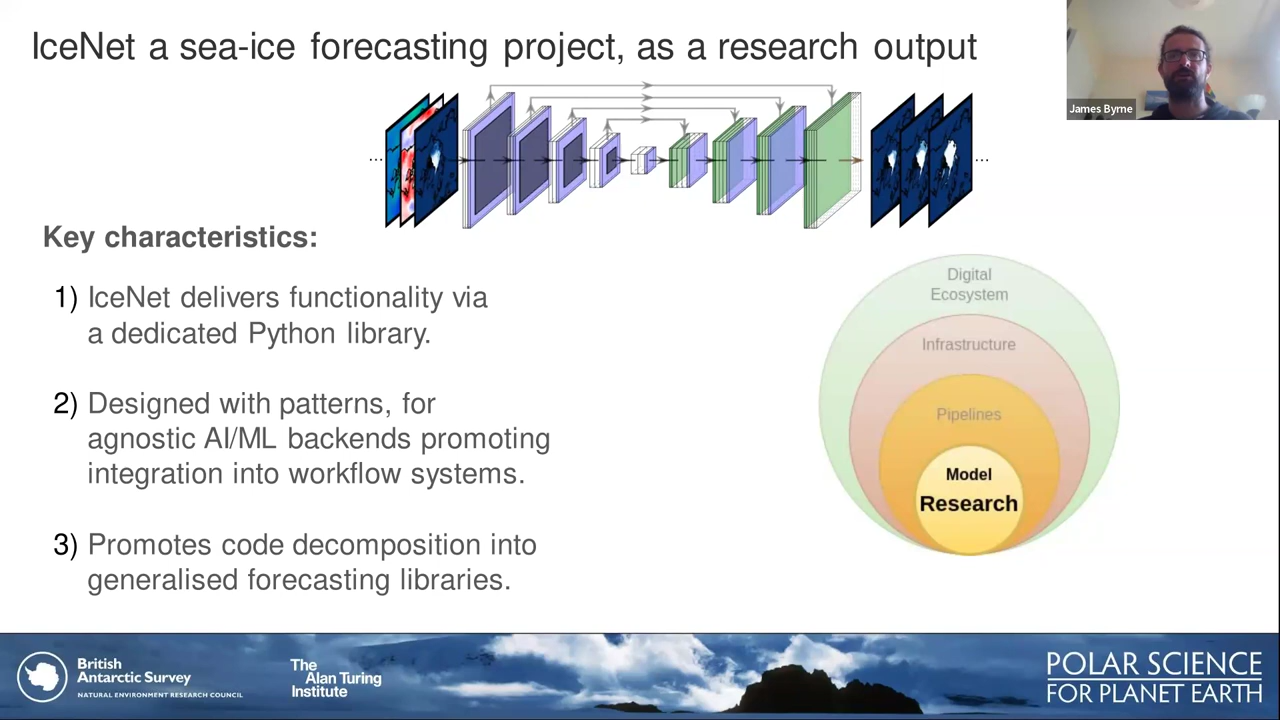 IceNet a sea-ice forecasting project, as a research output
James Byrne
Key characteristics:
1) IceNet delivers functionality via
a dedicated Python library.
2) Designed with patterns, for
agnostic AI/ML backends promoting
integration into workflow systems.
3) Promotes code decomposition into
generalised forecasting libraries.
Digital
Ecosystem
Infrastructure
Pipelines
Model
Research
British
Antarctic Survey
NATURAL ENVIRONMENT RESEARCH COUNCIL
The
Alan Turing
Institute
POLAR SCIENCE
FOR PLANET EARTH